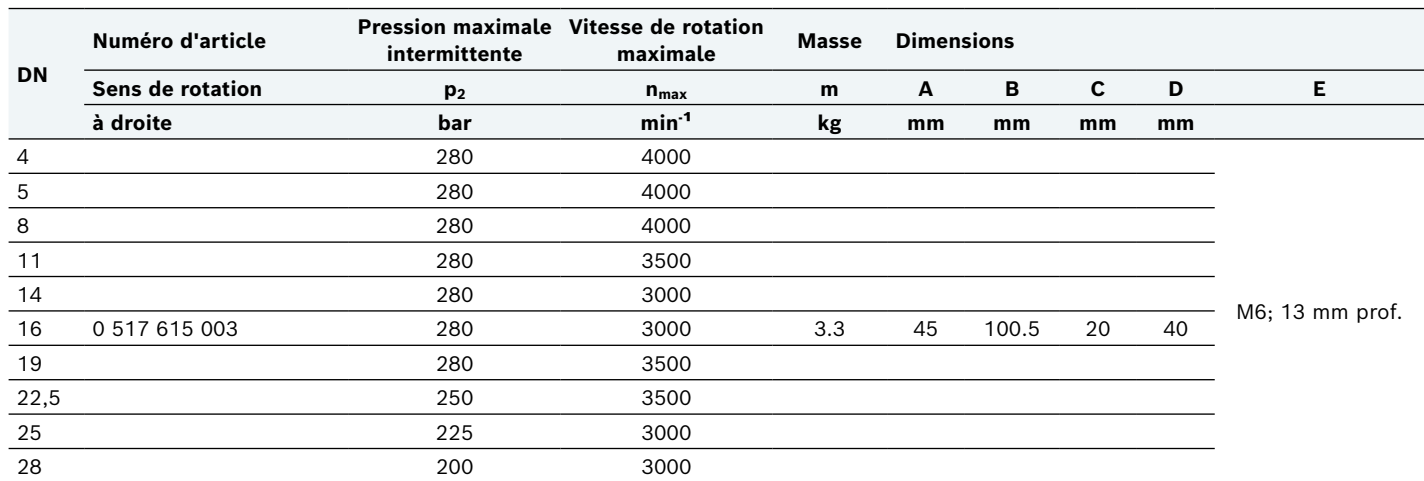 DN Numéro d'article Pression maximale intermittente Vitesse de rotation maximale Masse Dimensions
Sens de rotation p₂ nₘₐₓ m A B C D E
à droite bar min⁻¹ kg mm mm mm mm
4 280 4000
5 280 4000
8 280 4000
11 280 3500
14 280 3000
16 0 517 615 003 280 3000 3.3 45 100.5 20 40 M6; 13 mm prof.
19 280 3500
22,5 250 3500
25 225 3000
28 200 3000